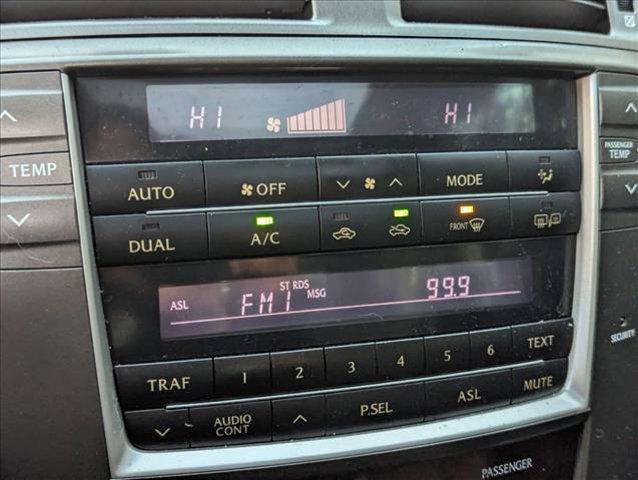 HI HI
PASSENGER
TEMP
TEMP
AUTO OFF MODE
DUAL A/C FRONT
ST RDS
ASL FM1 MSG 99.9
SECURITY
TRAF 1 2 3 4 5 6 TEXT
AUDIO
CONT P.SEL ASL MUTE
PASSENGER